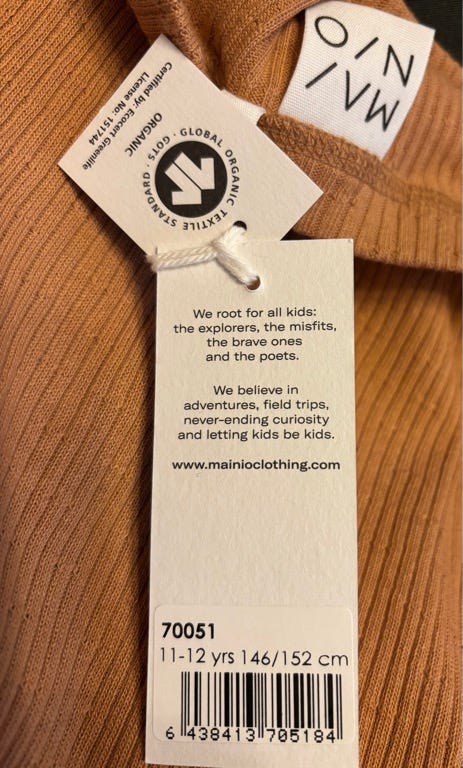 MAI
NIO
Certified by: Ecocert Greenlife
License No: 151744
ORGANIC
GLOBAL ORGANIC TEXTILE STANDARD · GOTS ·
We root for all kids:
the explorers, the misfits,
the brave ones
and the poets.
We believe in
adventures, field trips,
never-ending curiosity
and letting kids be kids.
www.mainioclothing.com
70051
11-12 yrs 146/152 cm
6 438413 705184